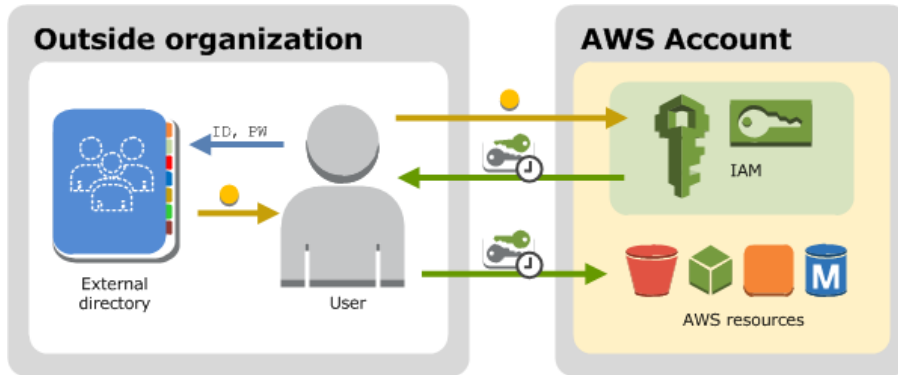 Outside organization
ID, PW
External
directory
User
AWS Account
IAM
M
AWS resources